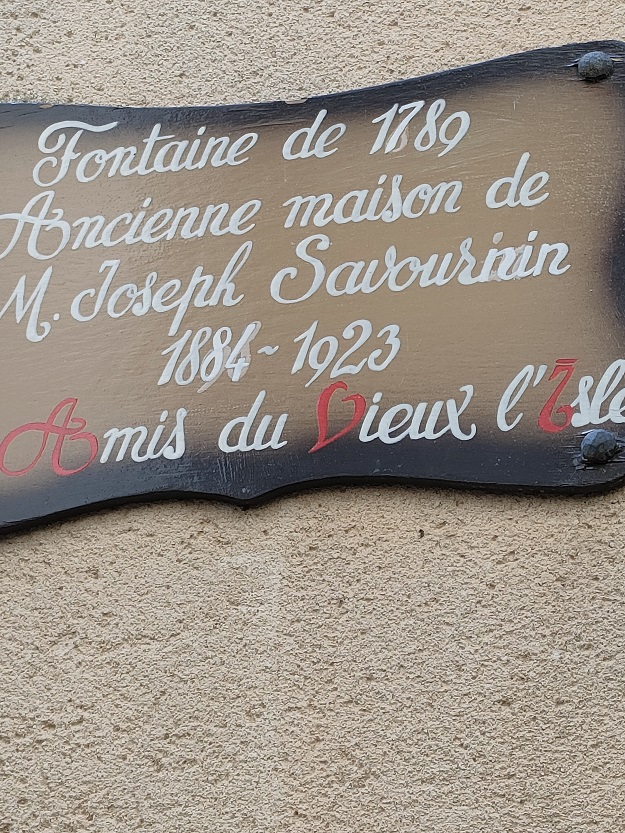 Fontaine de 1789
Ancienne maison de
M. Joseph Savournin
1884~1923
Amis du Vieux l'Isle